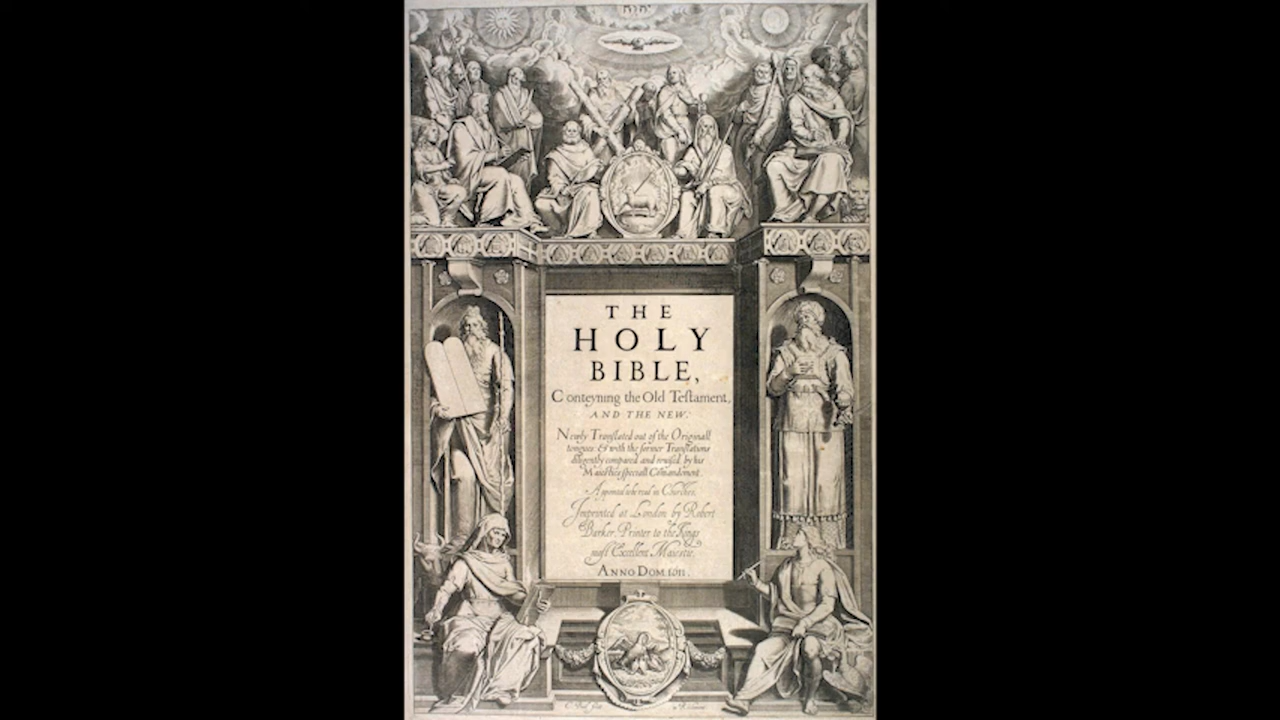 יהוה
THE
HOLY
BIBLE,
Conteyning the Old Teſtament,
AND THE NEW.
Newly Tranſlated out of the Originall
tongues: & with the former Tranſlations
diligently compared and reuiſed, by his
Maieſties ſpeciall Cõmandement.
Appointed to be read in Churches.
Imprinted at London by Robert
Barker, Printer to the Kings
moſt Excellent Maieſtie.
ANNO DOM. 1611.